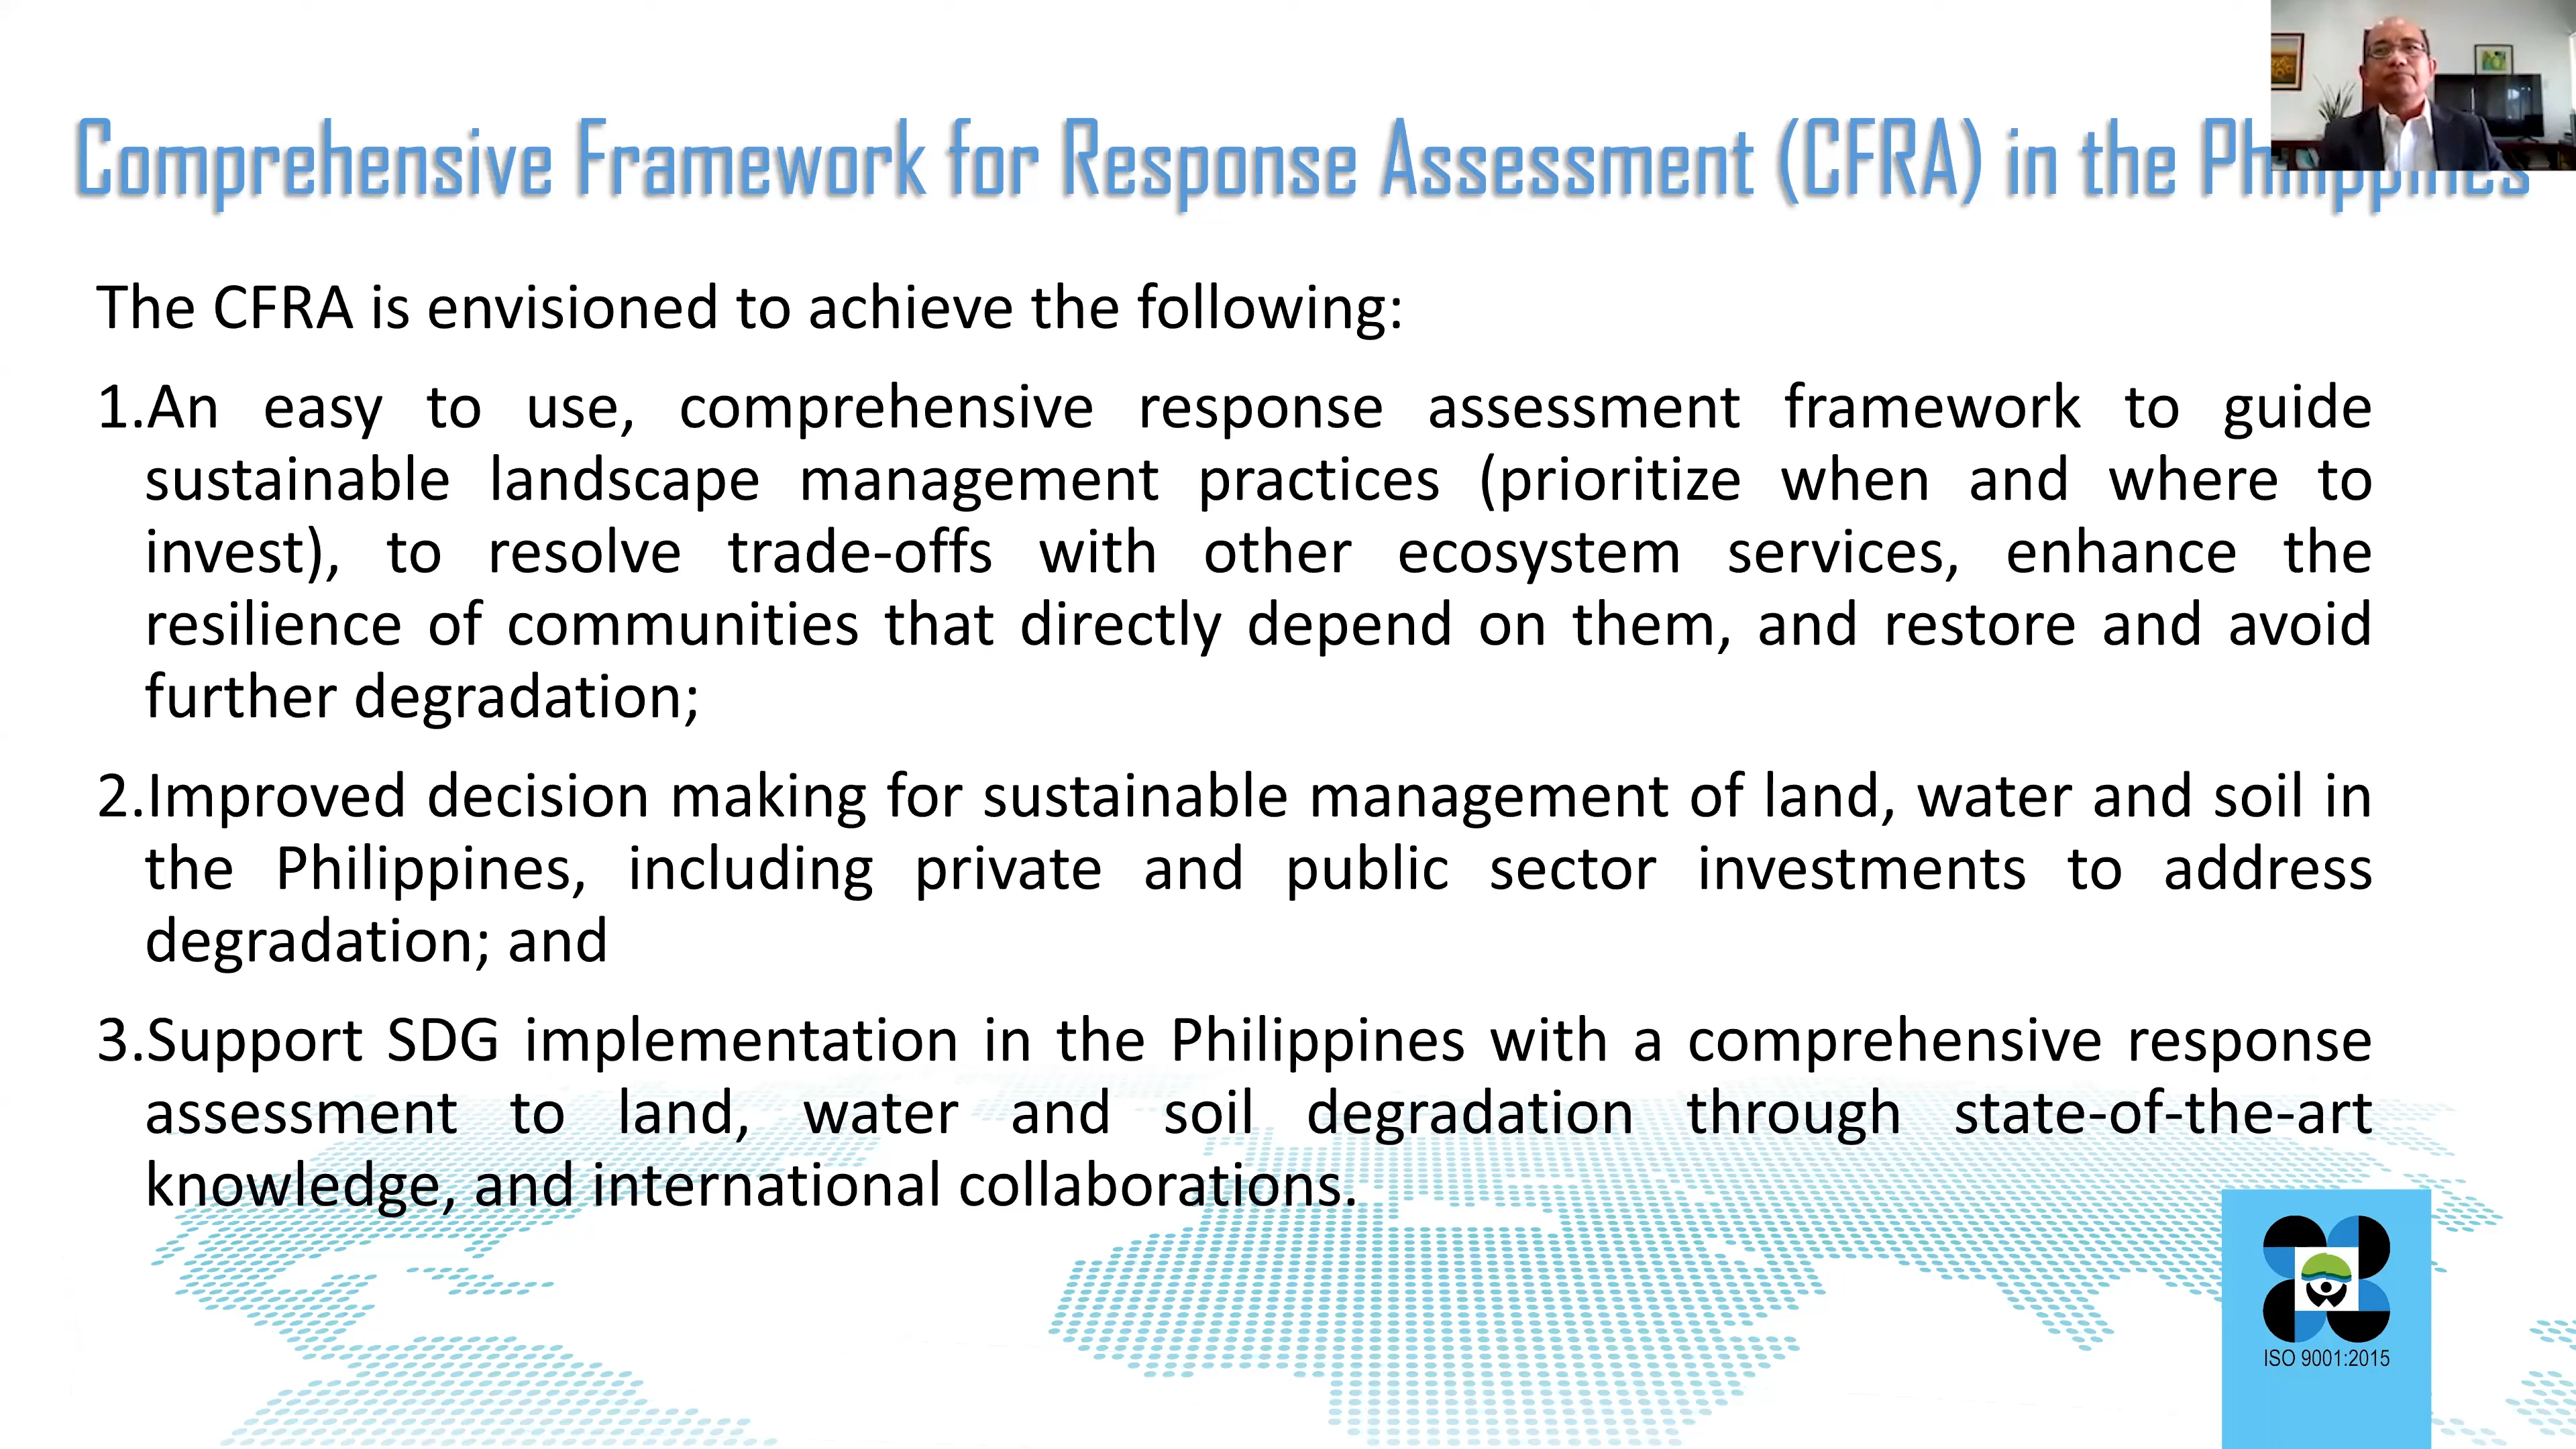 Comprehensive Framework for Response Assessment (CFRA) in the Philippines
The CFRA is envisioned to achieve the following:
1.An easy to use, comprehensive response assessment framework to guide
sustainable landscape management practices (prioritize when and where to
invest), to resolve trade-offs with other ecosystem services, enhance the
resilience of communities that directly depend on them, and restore and avoid
further degradation;
2.Improved decision making for sustainable management of land, water and soil in
the Philippines, including private and public sector investments to address
degradation; and
3.Support SDG implementation in the Philippines with a comprehensive response
assessment to land, water and soil degradation through state-of-the-art
knowledge, and international collaborations.
ISO 9001:2015